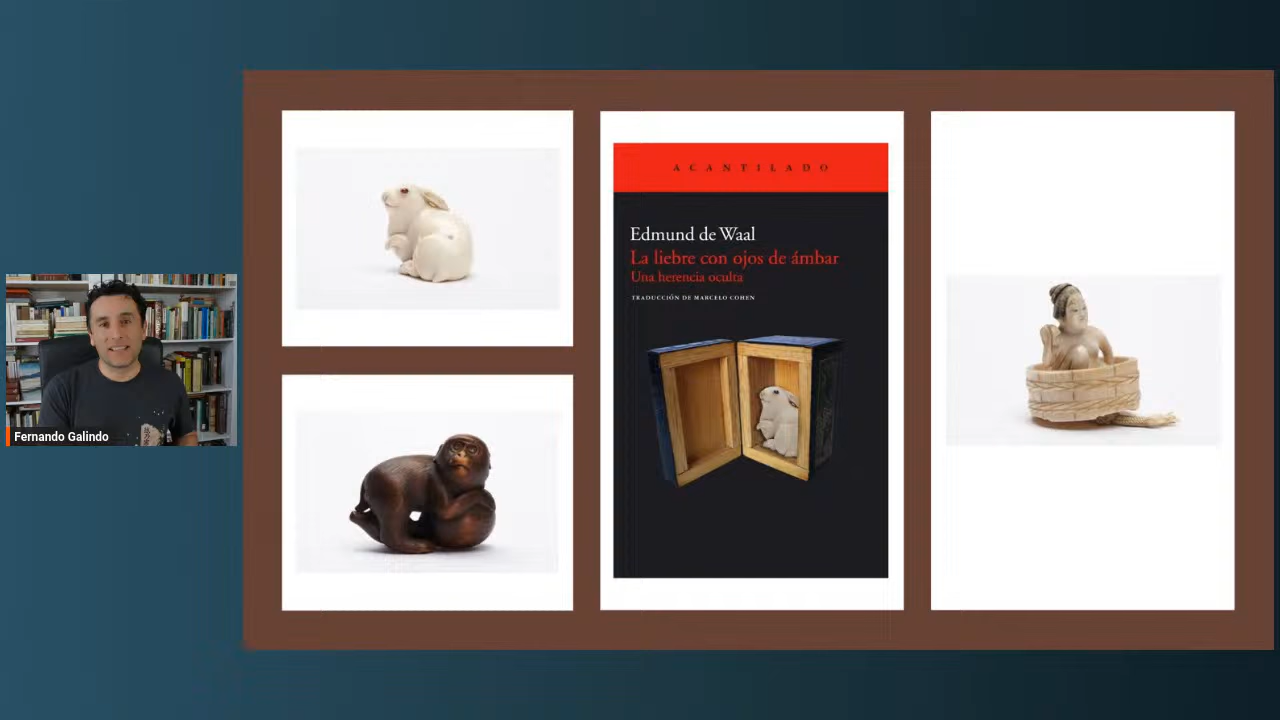 Fernando Galindo
ACANTILADO
Edmund de Waal
La liebre con ojos de ámbar
Una herencia oculta
TRADUCCIÓN DE MARCELO COHEN